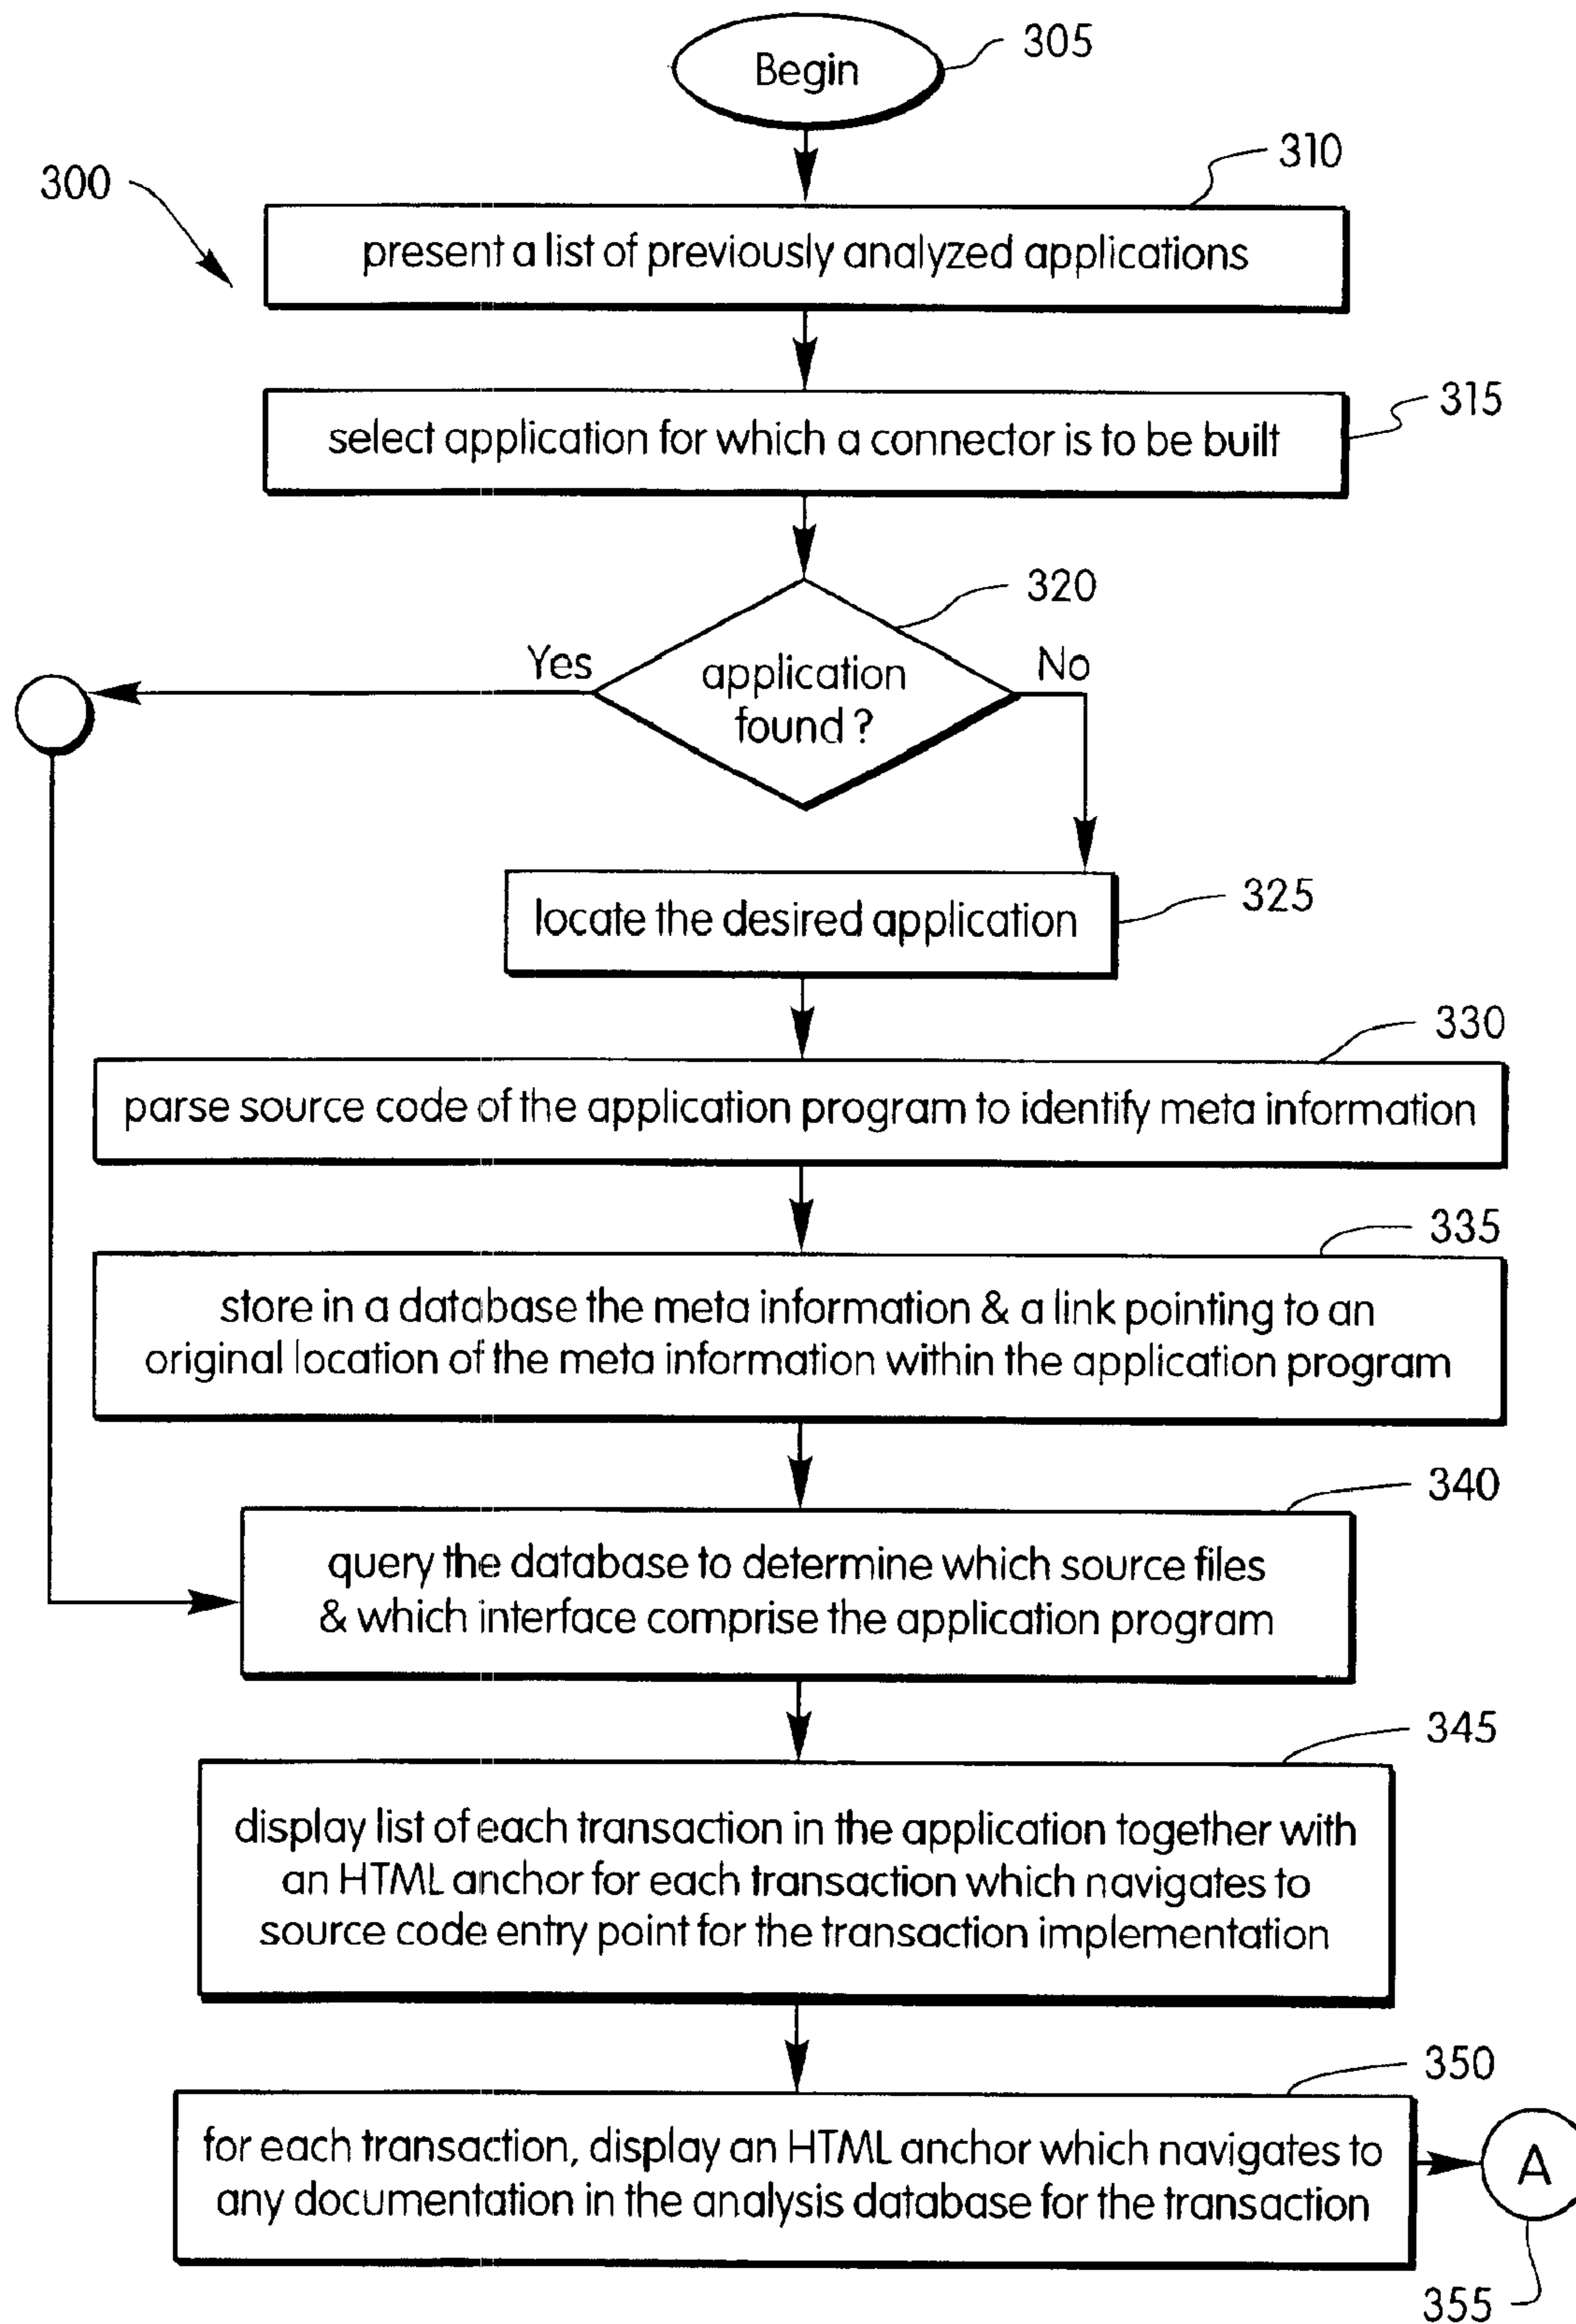 Begin
305
300
310
present a list of previously analyzed applications
select application for which a connector is to be built
315
320
Yes
No
application
found?
locate the desired application
325
330
parse source code of the application program to identify meta information
335
store in a database the meta information & a link pointing to an
original location of the meta information within the application program
340
query the database to determine which source files
& which interface comprise the application program
345
display list of each transaction in the application together with
an HTML anchor for each transaction which navigates to
source code entry point for the transaction implementation
350
for each transaction, display an HTML anchor which navigates to
any documentation in the analysis database for the transaction
A
355